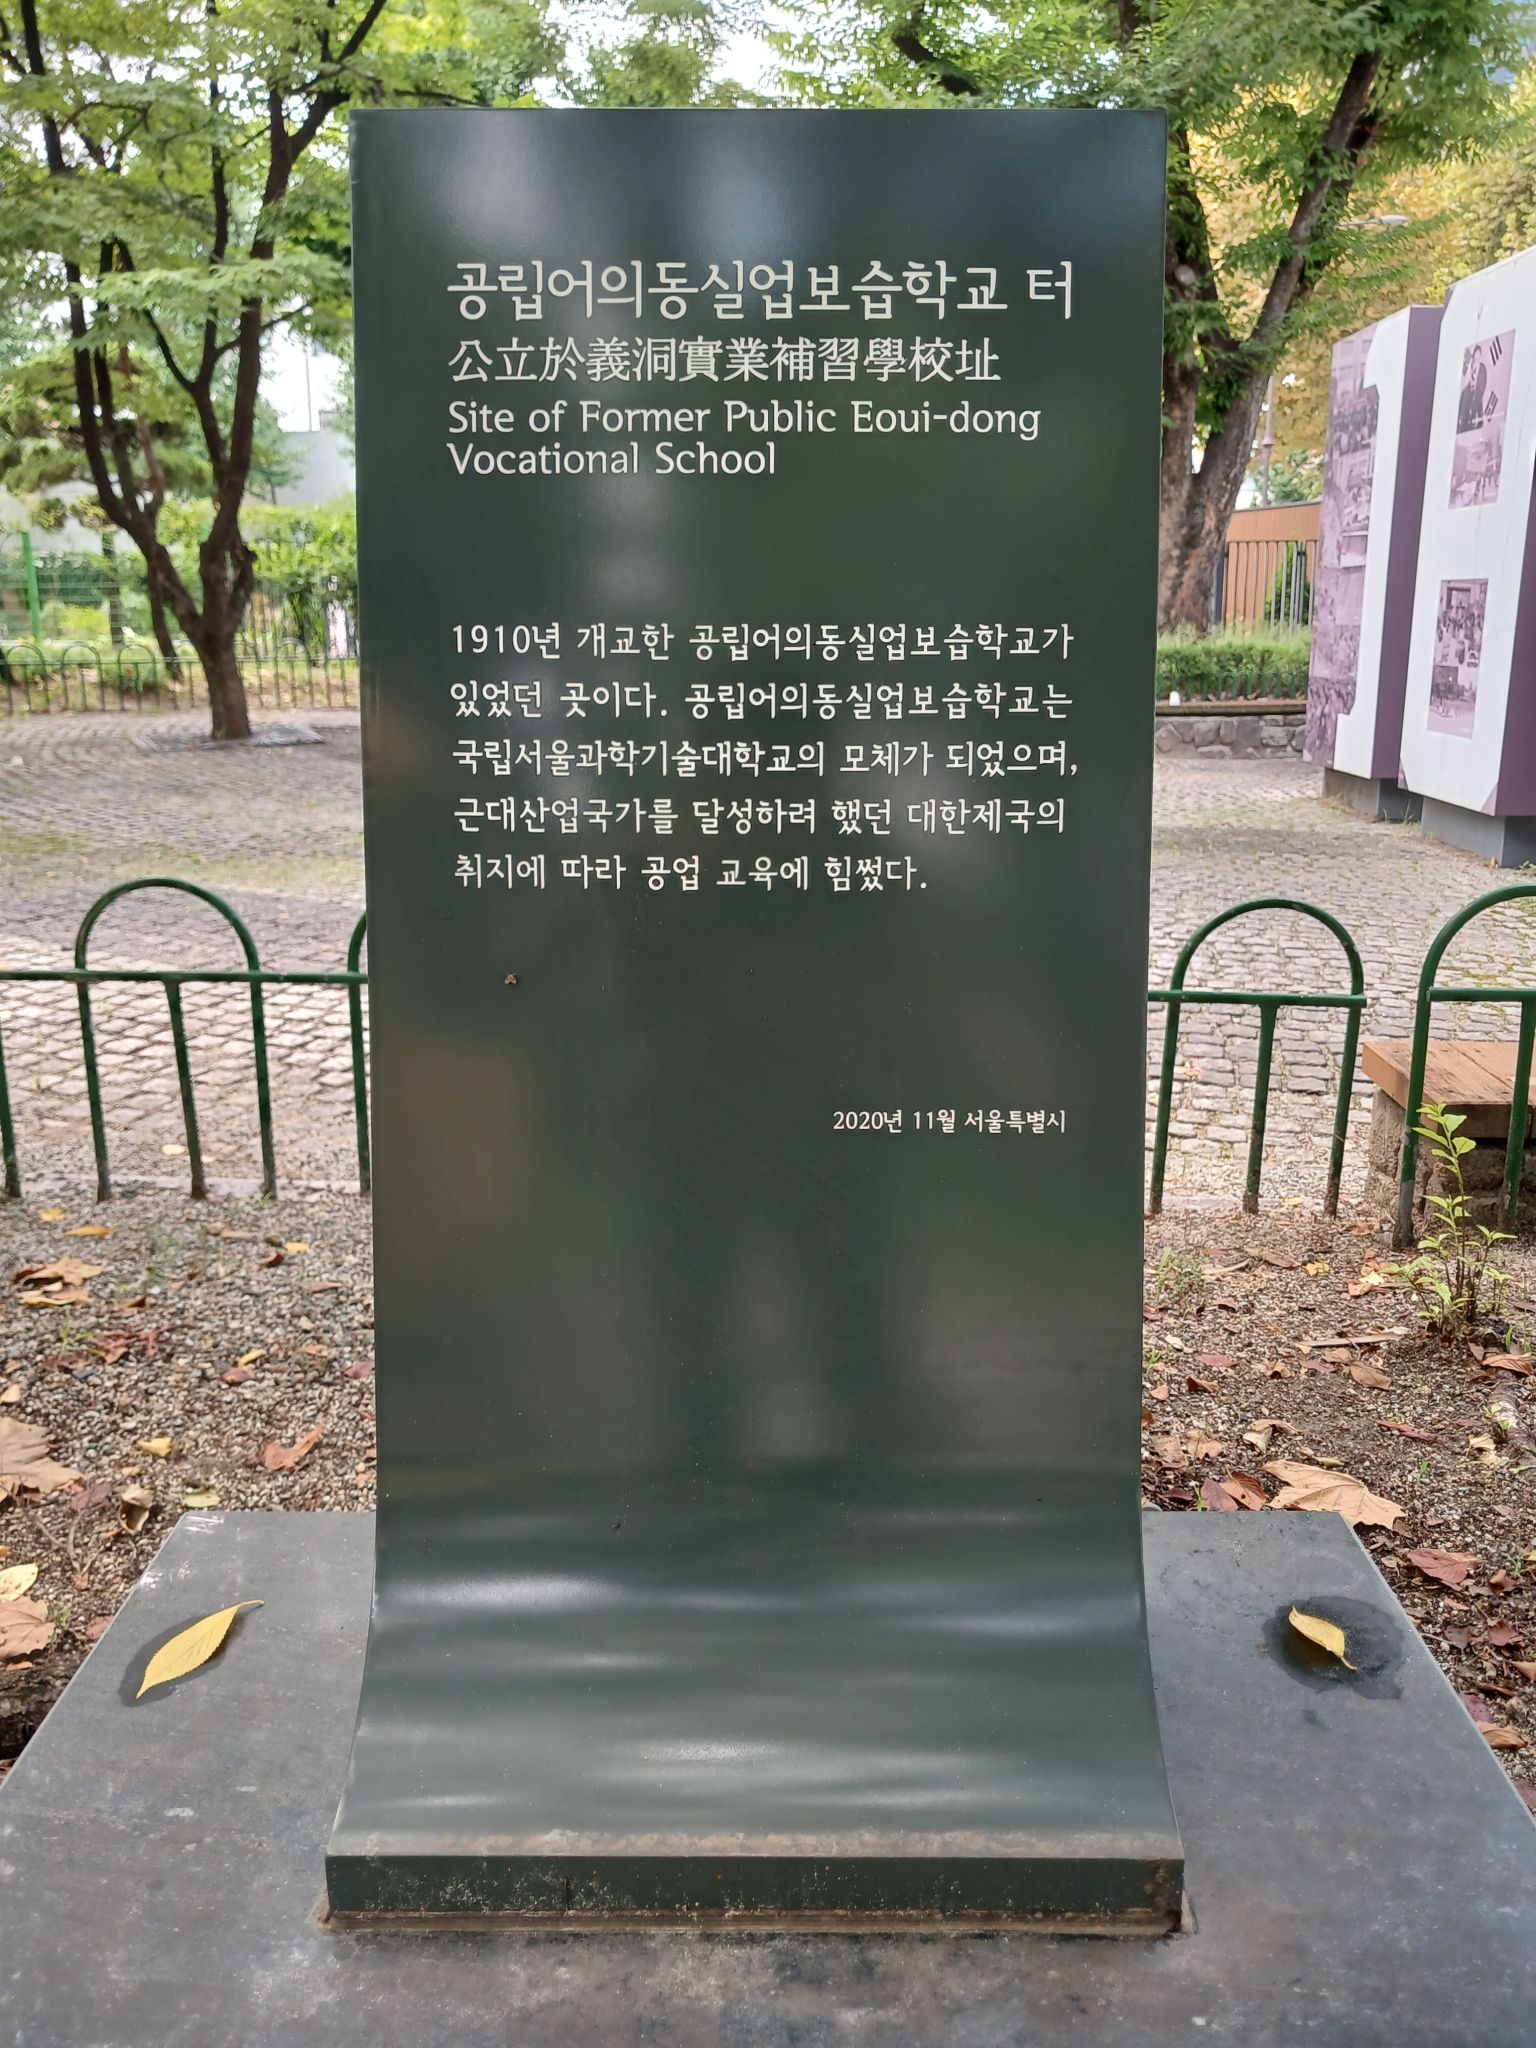 공립어의동실업보습학교 터
公立於義洞實業補習學校址
Site of Former Public Eoui-dong
Vocational School
1910년 개교한 공립어의동실업보습학교가
있었던 곳이다. 공립어의동실업보습학교는
국립서울과학기술대학교의 모체가 되었으며,
근대산업국가를 달성하려 했던 대한제국의
취지에 따라 공업 교육에 힘썼다.
2020년 11월 서울특별시
18